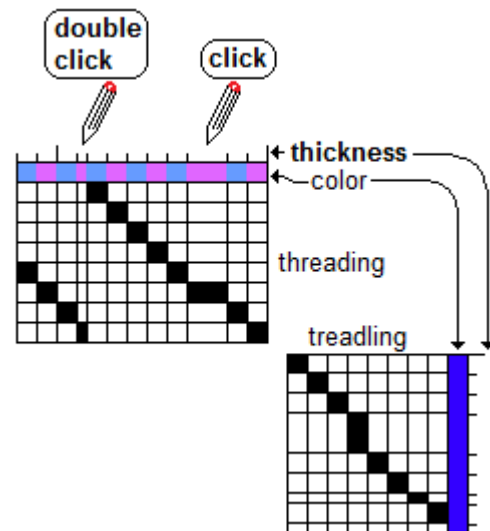 double
click
click
thickness
color
threading
treadling